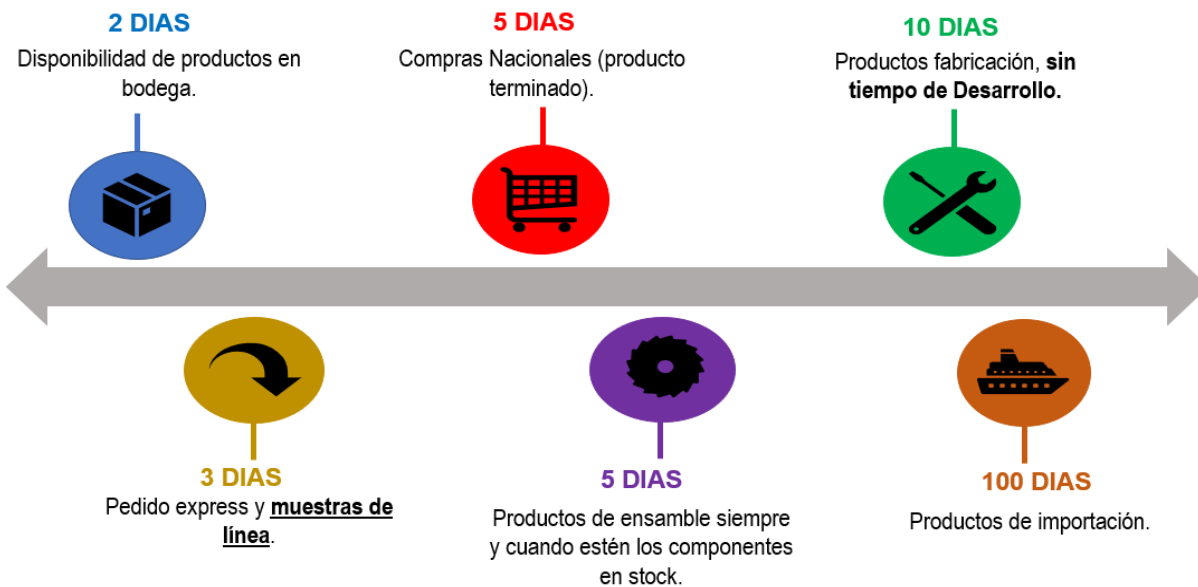 2 DIAS
Disponibilidad de productos en
bodega.
5 DIAS
Compras Nacionales (producto
terminado).
10 DIAS
Productos fabricación, sin
tiempo de Desarrollo.
3 DIAS
Pedido express y muestras de
línea.
5 DIAS
Productos de ensamble siempre
y cuando estén los componentes
en stock.
100 DIAS
Productos de importación.